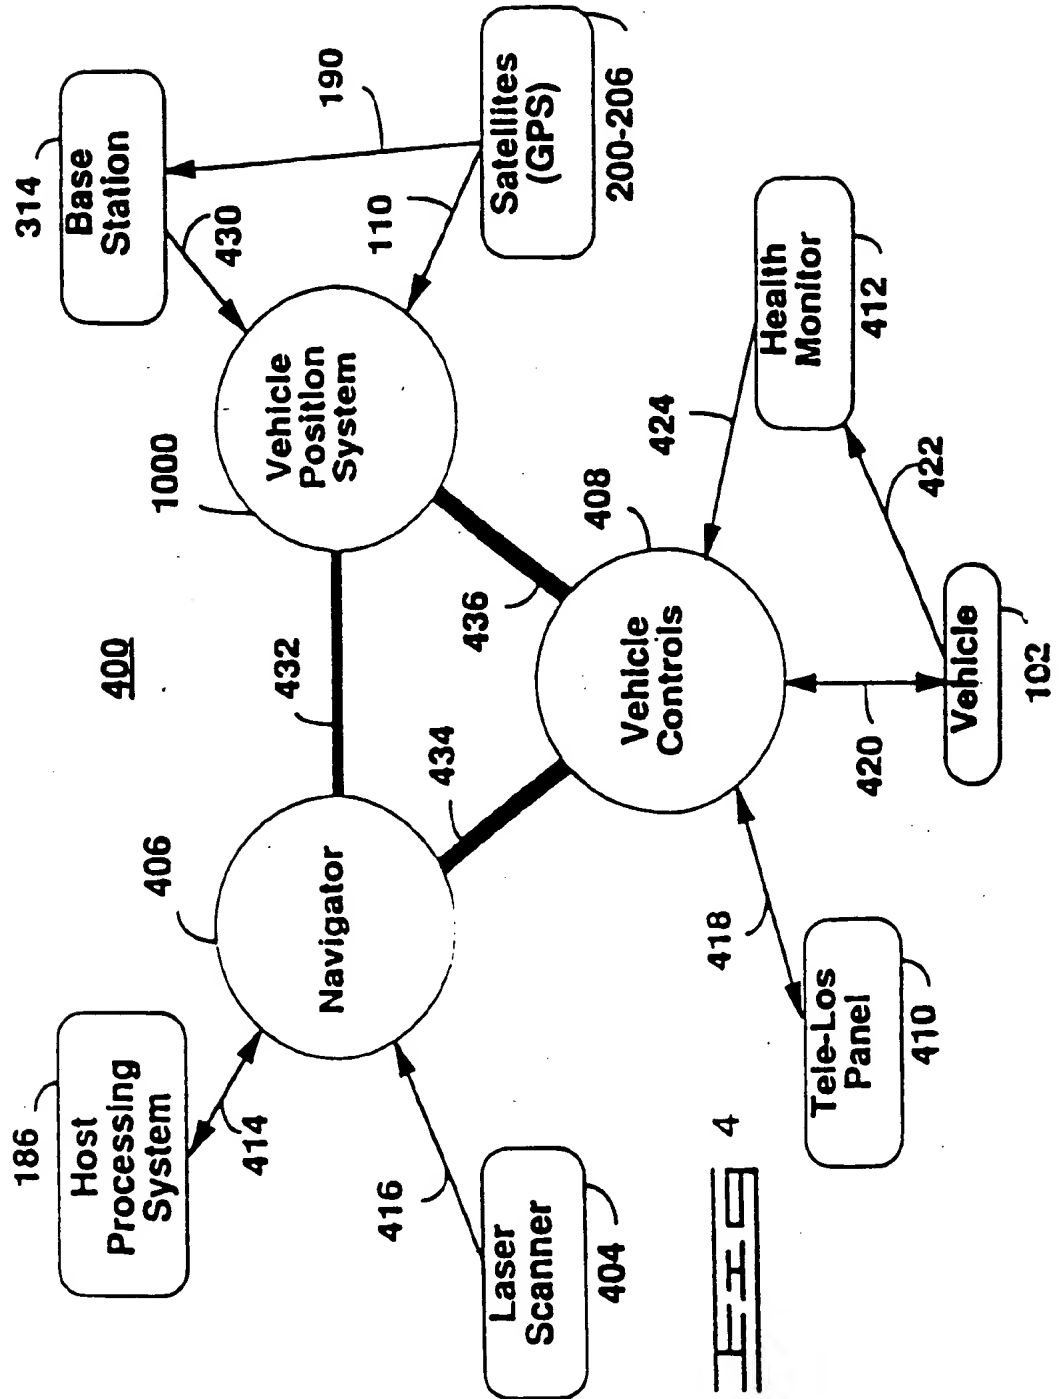 400
186
Host
Processing
System
414
406
Navigator
416
Laser
Scanner
404
432
434
1000
Vehicle
Position
System
436
314
Base
Station
430
190
110
Satellites
(GPS)
200-206
408
Vehicle
Controls
424
Health
Monitor
412
422
420
Vehicle
102
418
Tele-Los
Panel
410
FIG 4